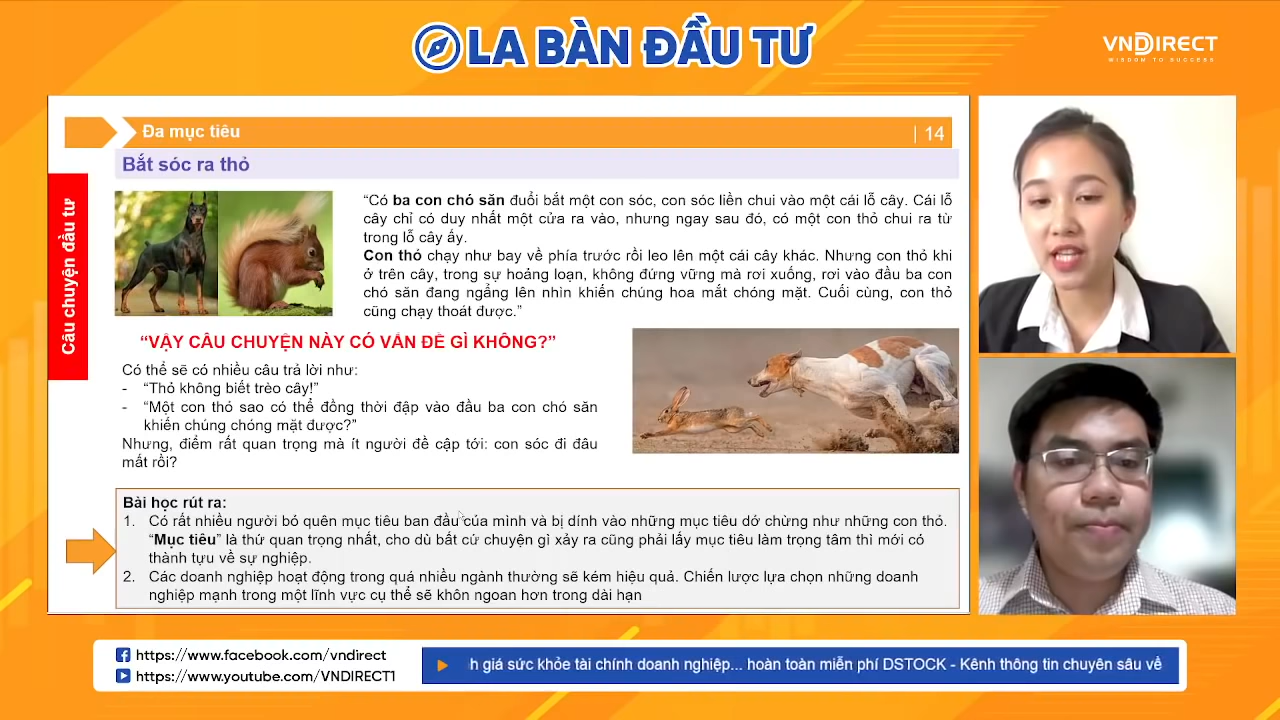 LA BÀN ĐẦU TƯ
VNDIRECT
WISDOM TO SUCCESS
Đa mục tiêu
| 14
Bắt sóc ra thỏ
Câu chuyện đầu tư
“Có ba con chó săn đuổi bắt một con sóc, con sóc liền chui vào một cái lỗ cây. Cái lỗ
cây chỉ có duy nhất một cửa ra vào, nhưng ngay sau đó, có một con thỏ chui ra từ
trong lỗ cây ấy.
Con thỏ chạy như bay về phía trước rồi leo lên một cái cây khác. Nhưng con thỏ khi
ở trên cây, trong sự hoảng loạn, không đứng vững mà rơi xuống, rơi vào đầu ba con
chó săn đang ngẩng lên nhìn khiến chúng hoa mắt chóng mặt. Cuối cùng, con thỏ
cũng chạy thoát được.”
“VẬY CÂU CHUYỆN NÀY CÓ VẤN ĐỀ GÌ KHÔNG?”
Có thể sẽ có nhiều câu trả lời như:
- “Thỏ không biết trèo cây!”
- “Một con thỏ sao có thể đồng thời đập vào đầu ba con chó săn
khiến chúng chóng mặt được?”
Nhưng, điểm rất quan trọng mà ít người đề cập tới: con sóc đi đâu
mất rồi?
Bài học rút ra:
1. Có rất nhiều người bỏ quên mục tiêu ban đầu của mình và bị dính vào những mục tiêu dở chừng như những con thỏ.
“Mục tiêu” là thứ quan trọng nhất, cho dù bất cứ chuyện gì xảy ra cũng phải lấy mục tiêu làm trọng tâm thì mới có
thành tựu về sự nghiệp.
2. Các doanh nghiệp hoạt động trong quá nhiều ngành thường sẽ kém hiệu quả. Chiến lược lựa chọn những doanh
nghiệp mạnh trong một lĩnh vực cụ thể sẽ khôn ngoan hơn trong dài hạn
https://www.facebook.com/vndirect
https://www.youtube.com/VNDIRECT1
giá sức khỏe tài chính doanh nghiệp... hoàn toàn miễn phí DSTOCK - Kênh thông tin chuyên sâu về